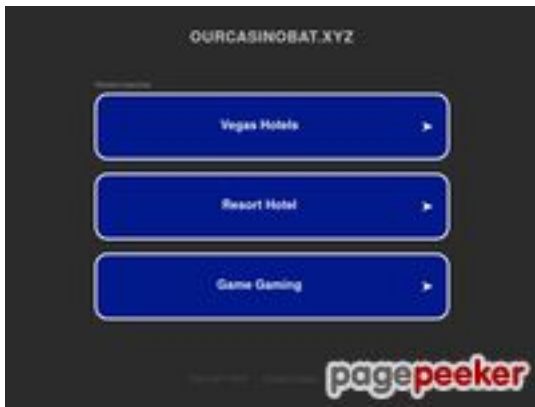 OURCASINOBAT.XYZ
Vegas Hotels
Resort Hotel
Game Gaming
pagepeeker